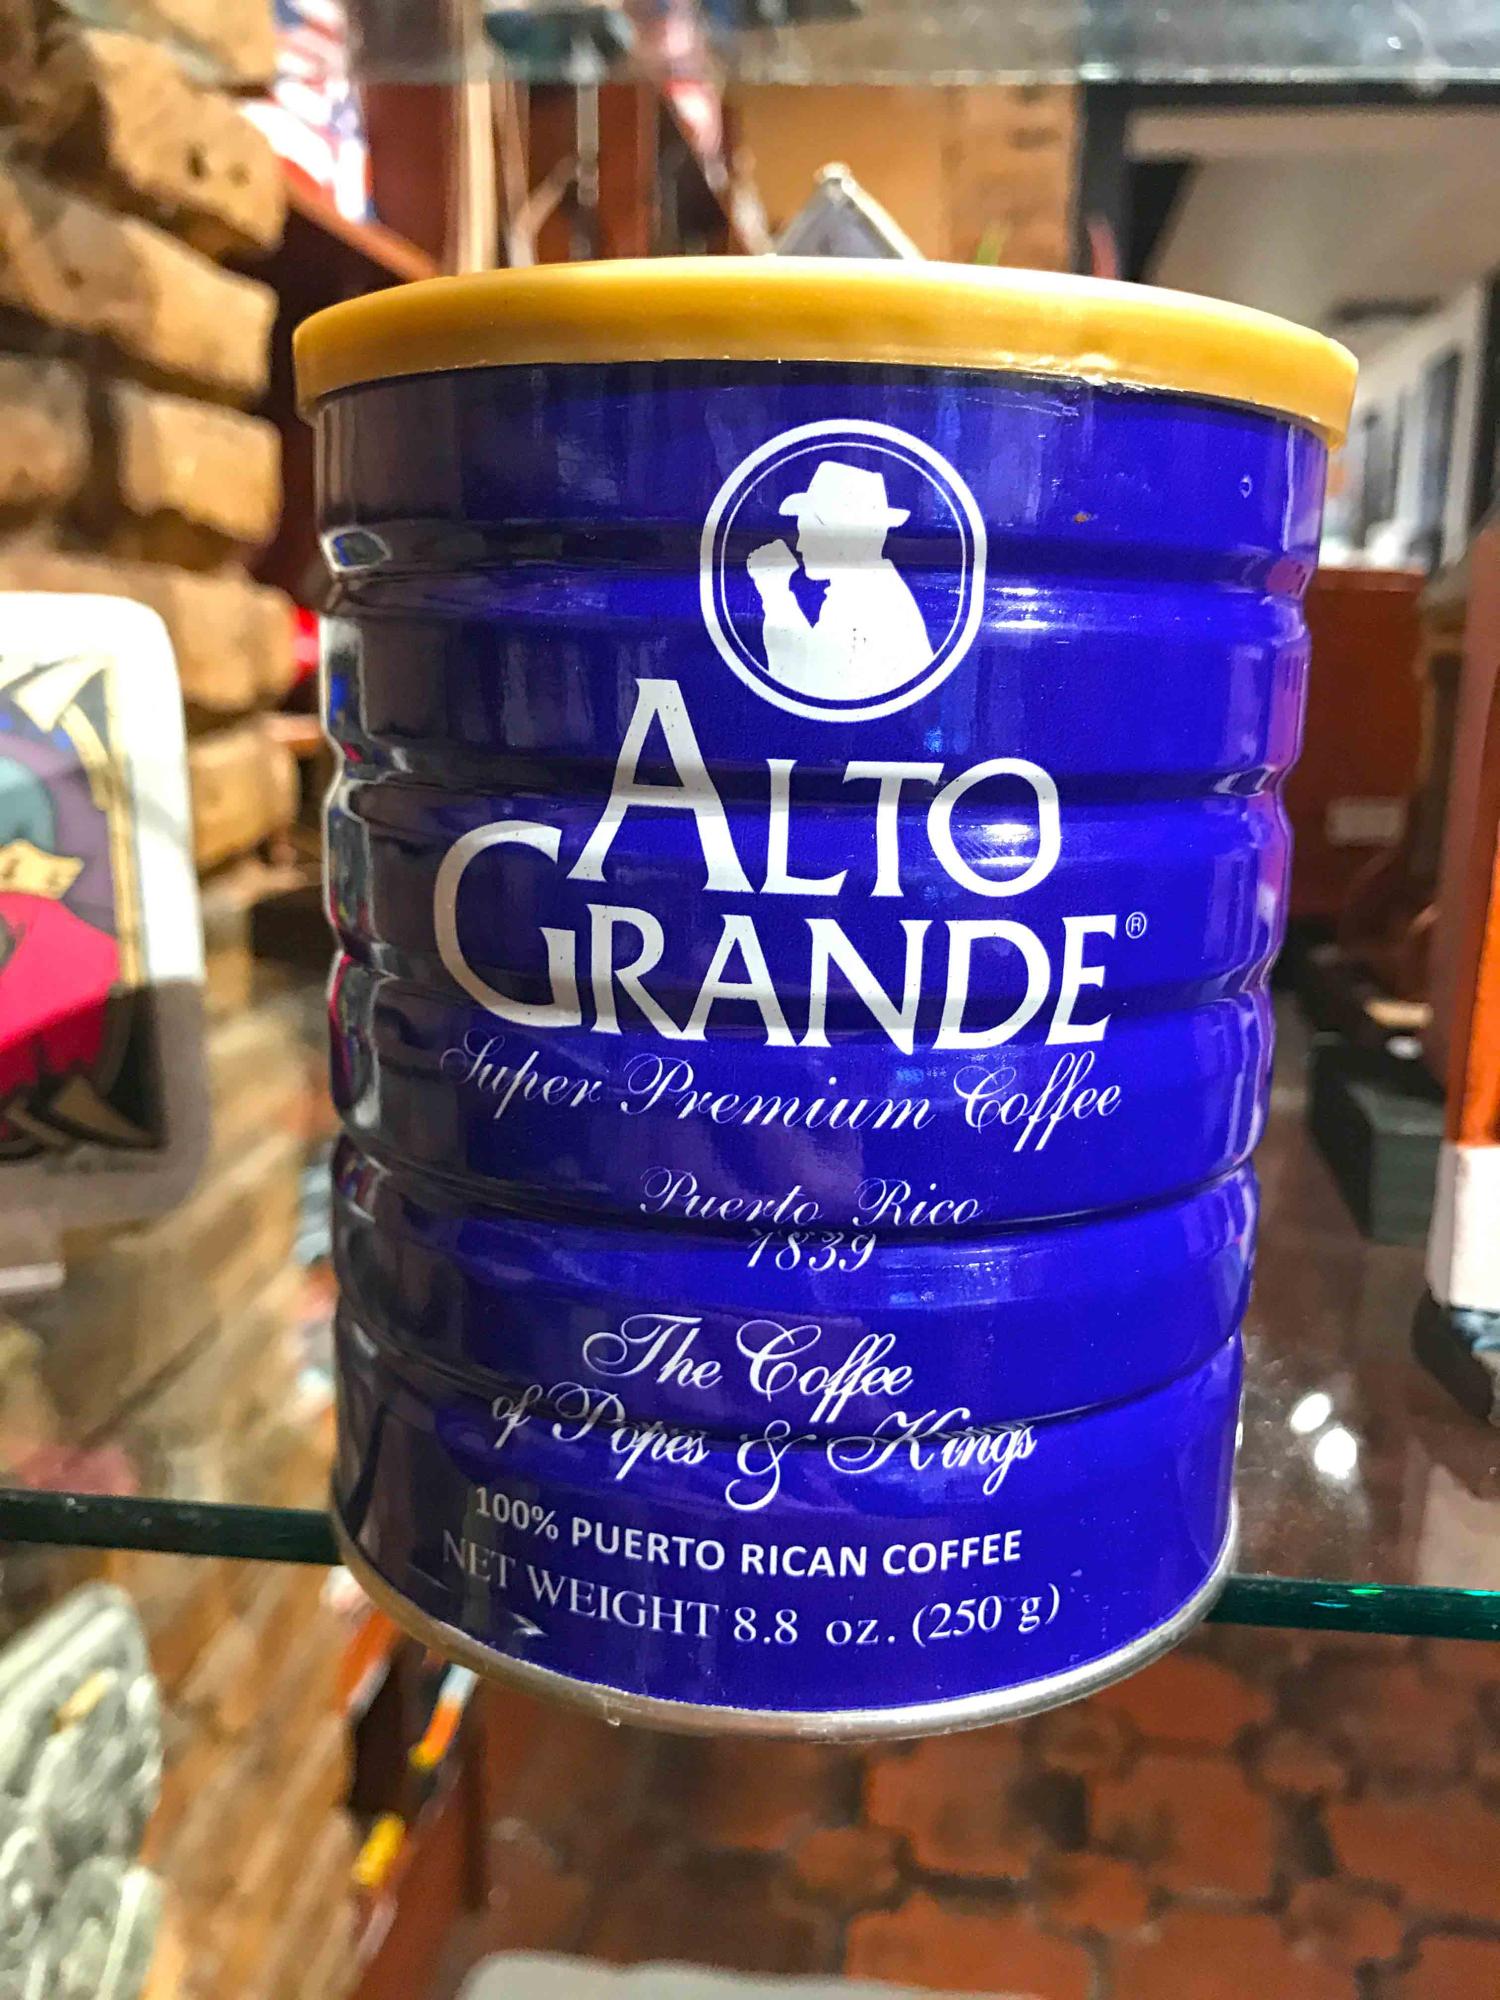 ALTO
GRANDE®
Super Premium Coffee
Puerto Rico
1839
The Coffee
of Popes & Kings
100% PUERTO RICAN COFFEE
NET WEIGHT 8.8 oz. (250 g)